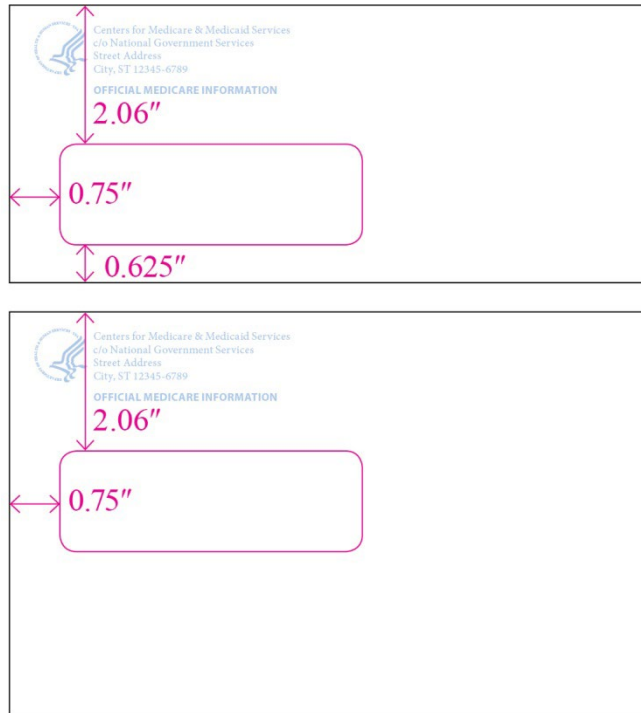 Centers for Medicare & Medicaid Services
c/o National Government Services
Street Address
City, ST 12345-6789
OFFICIAL MEDICARE INFORMATION
2.06″
0.75″
0.625″
Centers for Medicare & Medicaid Services
c/o National Government Services
Street Address
City, ST 12345-6789
OFFICIAL MEDICARE INFORMATION
2.06″
0.75″